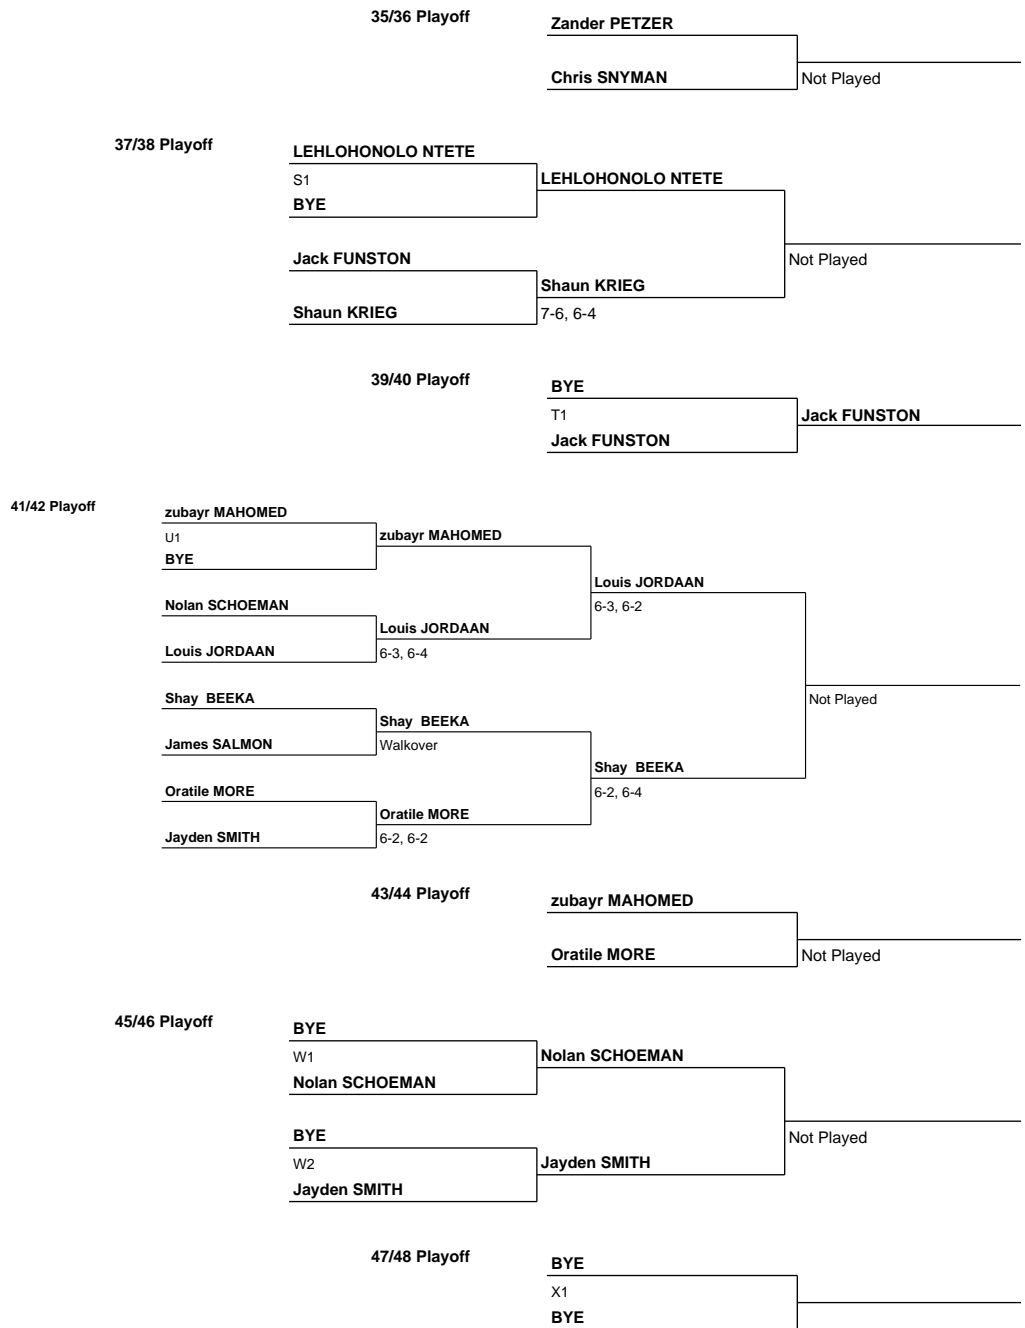 35/36 Playoff
Zander PETZER
Chris SNYMAN
Not Played
37/38 Playoff
LEHLOHONOLO NTETE
S1
LEHLOHONOLO NTETE
BYE
Jack FUNSTON
Not Played
Shaun KRIEG
Shaun KRIEG
7-6, 6-4
39/40 Playoff
BYE
T1
Jack FUNSTON
Jack FUNSTON
41/42 Playoff
zubayr MAHOMED
U1
zubayr MAHOMED
BYE
Louis JORDAAN
Nolan SCHOEMAN
6-3, 6-2
Louis JORDAAN
Louis JORDAAN
6-3, 6-4
Shay  BEEKA
Not Played
Shay  BEEKA
James SALMON
Walkover
Shay  BEEKA
Oratile MORE
6-2, 6-4
Oratile MORE
Jayden SMITH
6-2, 6-2
43/44 Playoff
zubayr MAHOMED
Oratile MORE
Not Played
45/46 Playoff
BYE
W1
Nolan SCHOEMAN
Nolan SCHOEMAN
BYE
Not Played
W2
Jayden SMITH
Jayden SMITH
47/48 Playoff
BYE
X1
BYE